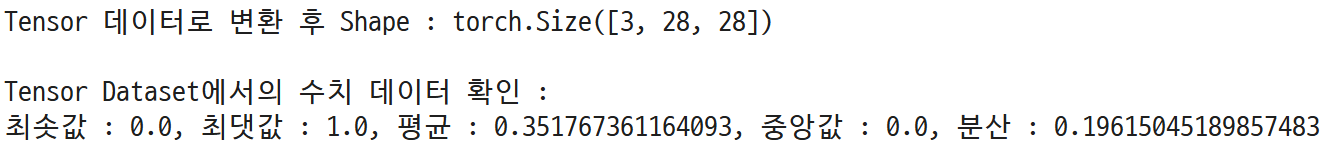 Tensor 데이터로 변환 후 Shape : torch.Size([3, 28, 28])
Tensor Dataset에서의 수치 데이터 확인 :
최솟값 : 0.0, 최댓값 : 1.0, 평균 : 0.351767361164093, 중앙값 : 0.0, 분산 : 0.19615045189857483